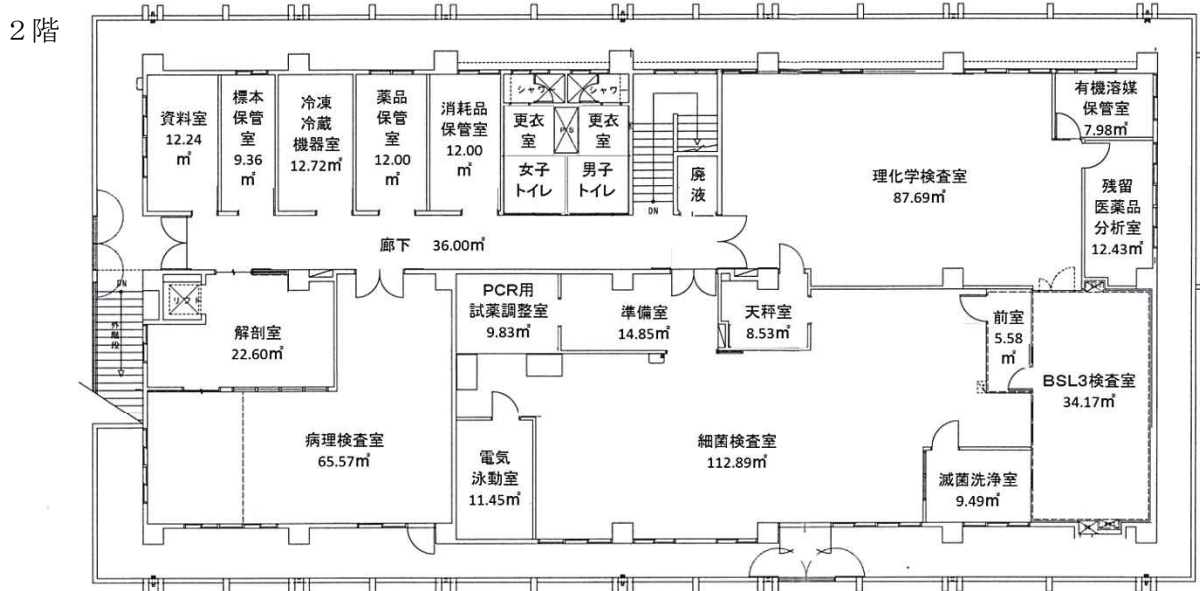 ２階
資料室
12.24
㎡
標本
保管
室
9.36
㎡
冷凍
冷蔵
機器室
12.72㎡
薬品
保管
室
12.00
㎡
消耗品
保管室
12.00
㎡
シャワー
シャワー
更衣
室
PS
更衣
室
女子
トイレ
男子
トイレ
DN
廃
液
理化学検査室
87.69㎡
有機溶媒
保管室
7.98㎡
残留
医薬品
分析室
12.43㎡
廊下 36.00㎡
DN
外階段
リフト
解剖室
22.60㎡
PCR用
試薬調整室
9.83㎡
準備室
14.85㎡
天秤室
8.53㎡
前室
5.58
㎡
BSL3検査室
34.17㎡
病理検査室
65.57㎡
電気
泳動室
11.45㎡
細菌検査室
112.89㎡
滅菌洗浄室
9.49㎡